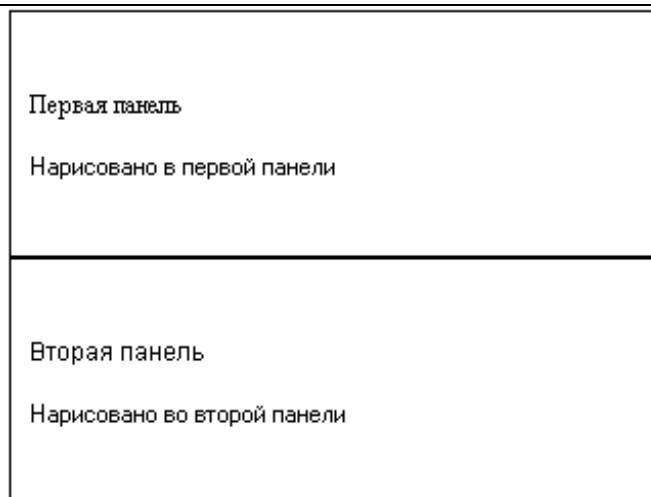 Первая панель
Нарисовано в первой панели
Вторая панель
Нарисовано во второй панели